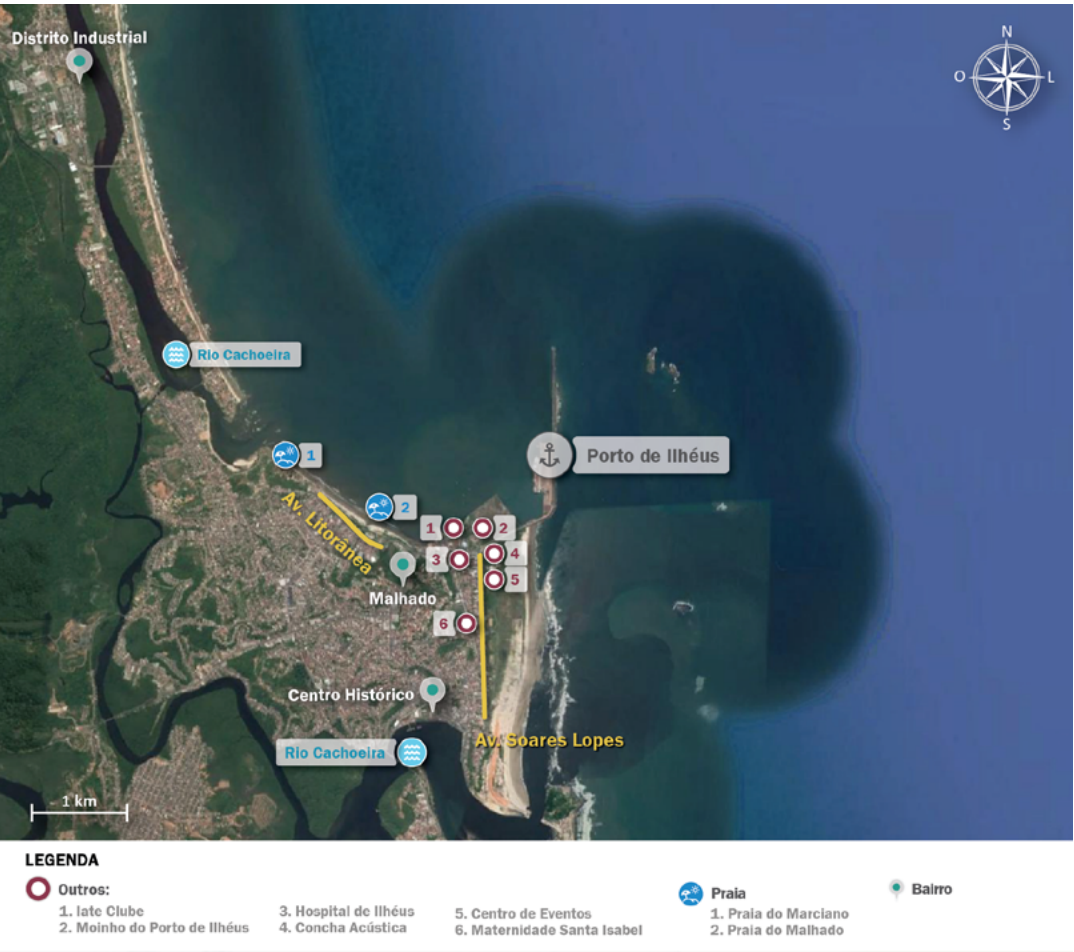 Distrito Industrial
N
O
L
S
Rio Cachoeira
1
Porto de Ilhéus
Av. Litorânea
2
1
2
3
4
5
Malhado
6
Centro Histórico
Av. Soares Lopes
Rio Cachoeira
1 km
LEGENDA
Outros:
1. Iate Clube
2. Moinho do Porto de Ilhéus
3. Hospital de Ilhéus
4. Concha Acústica
5. Centro de Eventos
6. Maternidade Santa Isabel
Praia
1. Praia do Marciano
2. Praia do Malhado
Bairro